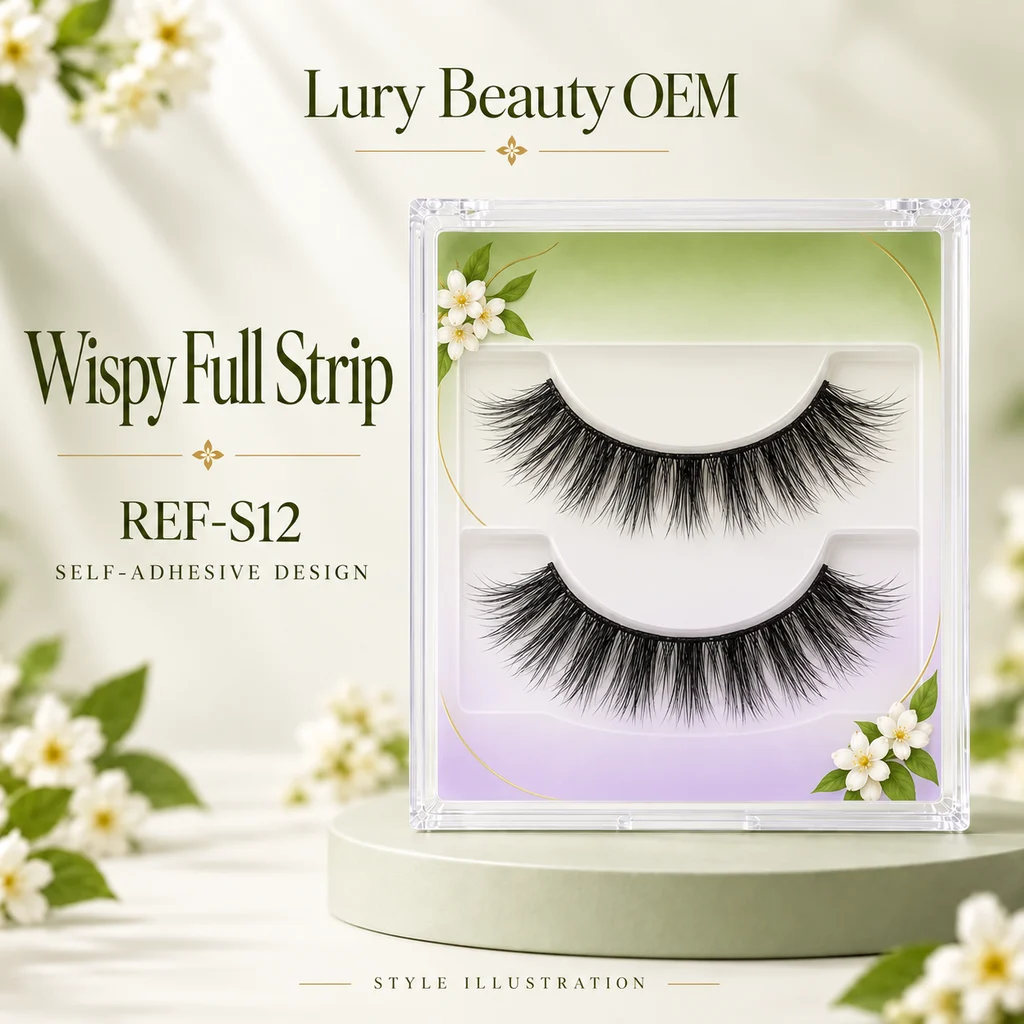 Lury Beauty OEM
Wispy Full Strip
REF-S12
SELF-ADHESIVE DESIGN
STYLE ILLUSTRATION